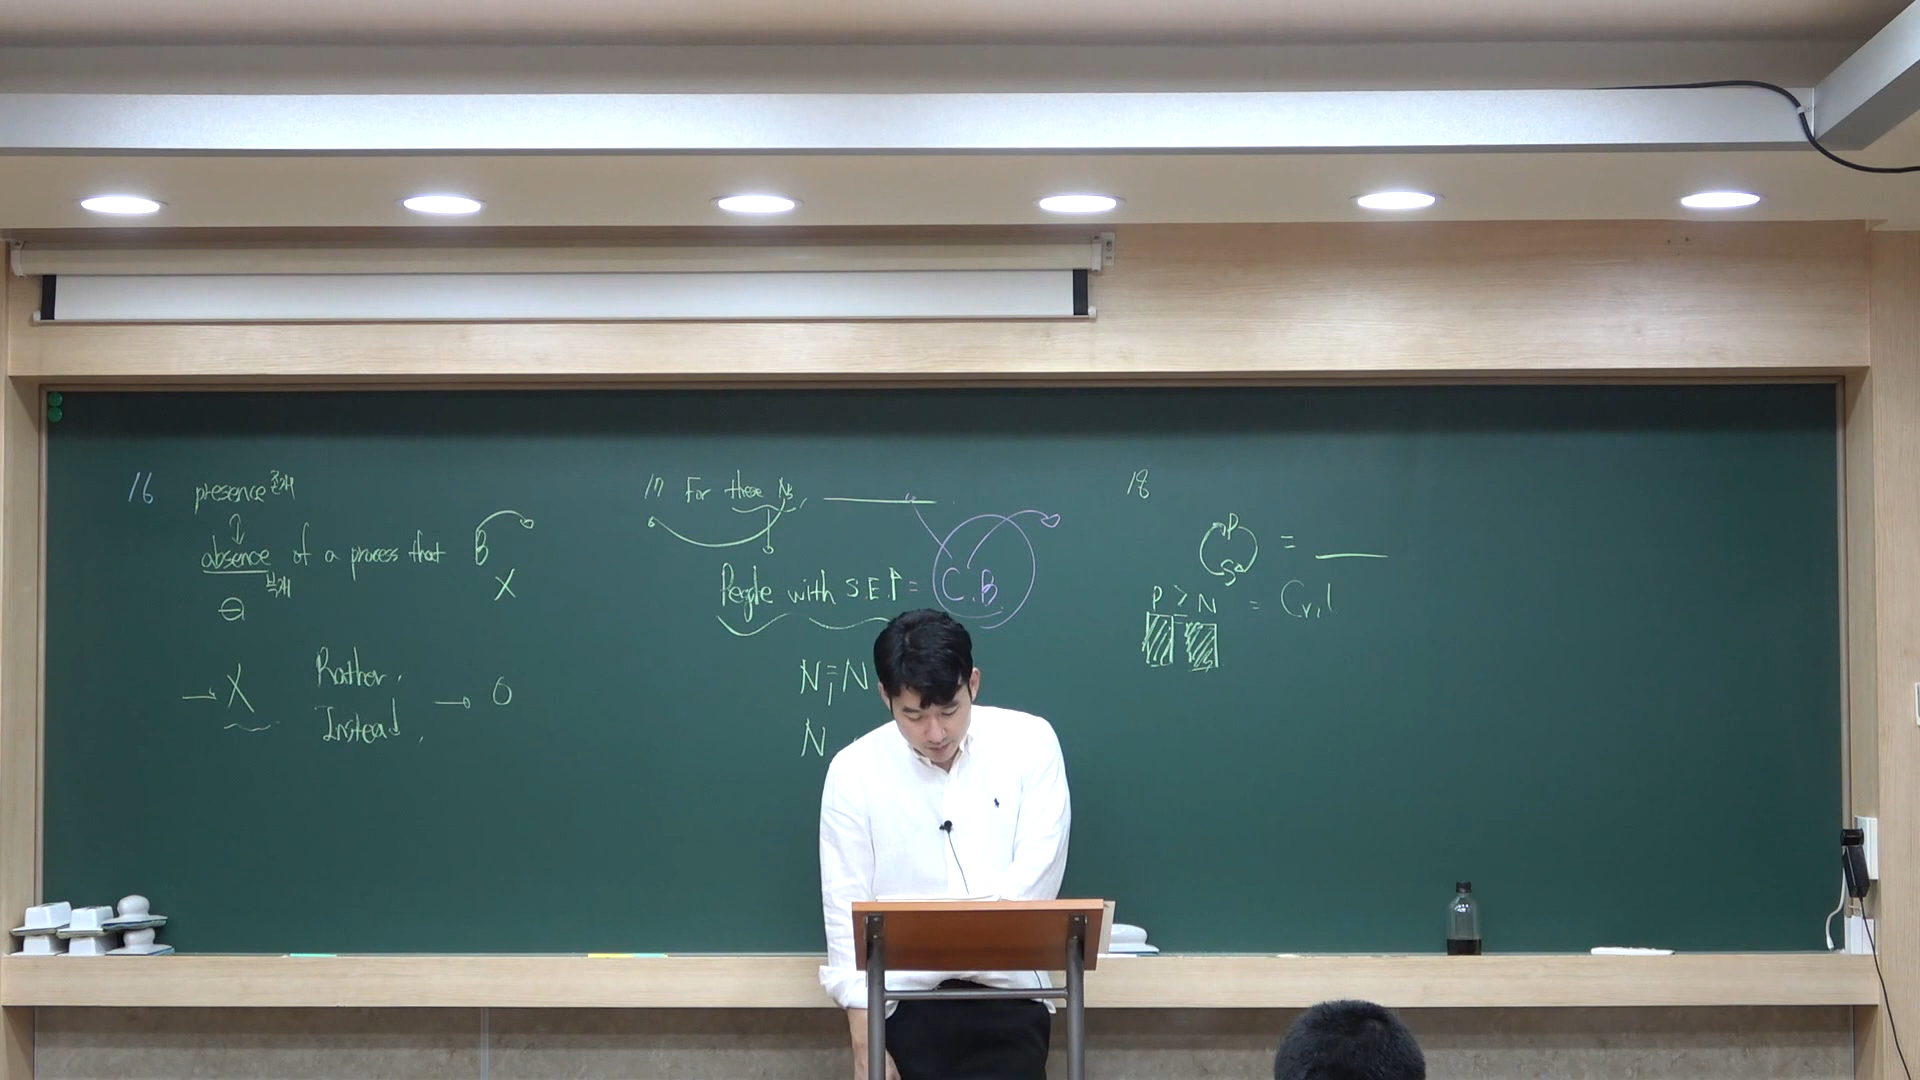 16 presence 존재
absence of a process that B
부재
X
→ X Rather,
Instead, → O
17 For these Ns,
People with S.E.P = C.B.
N = N
N
18
P
S
=
P > N = Cri